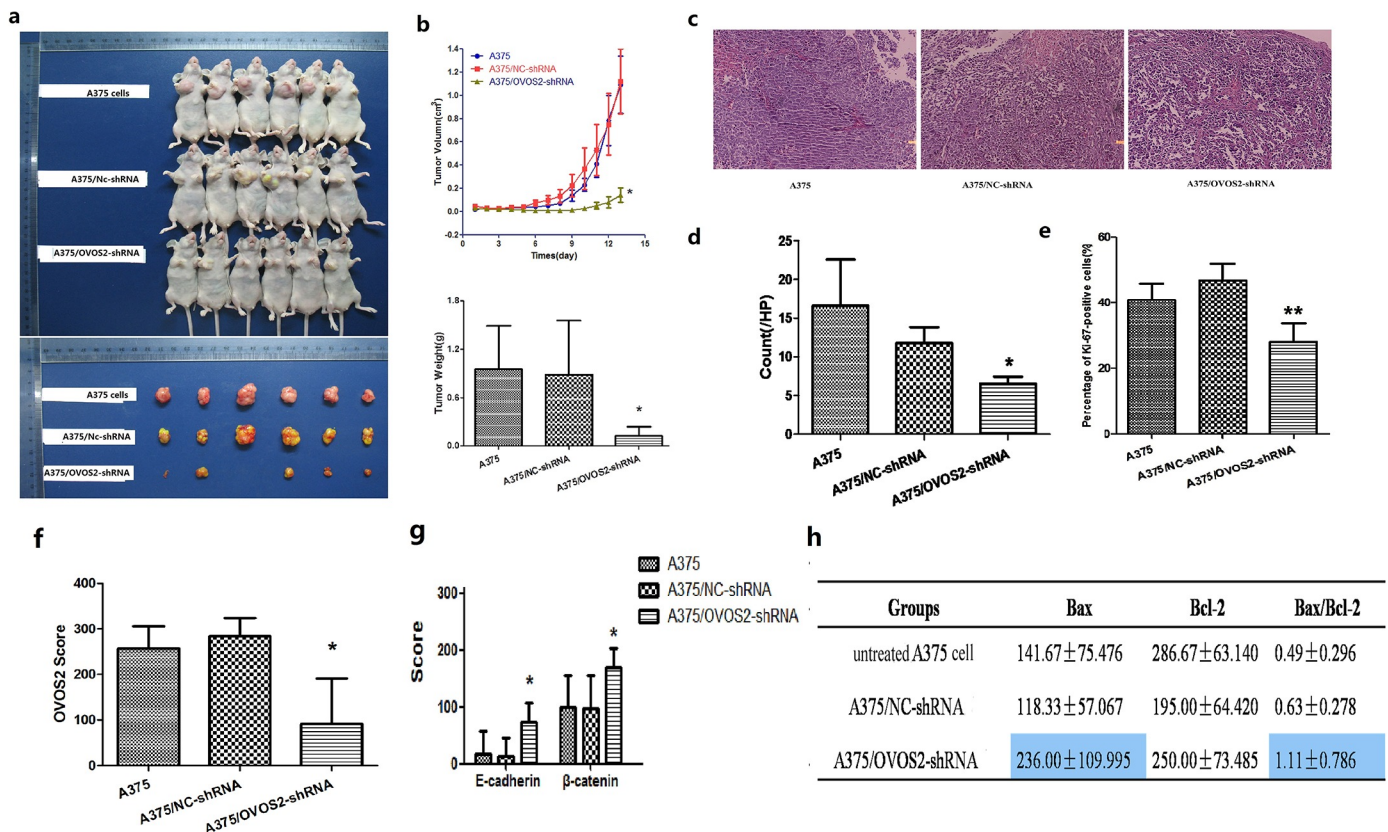 a
A375 cells
A375/Nc-shRNA
A375/OVOS2-shRNA
A375 cells
A375/Nc-shRNA
A375/OVOS2-shRNA
b
A375
A375/NC-shRNA
A375/OVOS2-shRNA
Tumor Volumn(cm³)
1.4
1.2
1.0
0.8
0.6
0.4
0.2
0.0
-0.2
*
0 3 6 9 12 15
Times(day)
Tumor Weight(g)
1.8
1.2
0.6
0.0
*
A375
A375/NC-shRNA
A375/OVOS2-shRNA
c
A375
A375/NC-shRNA
A375/OVOS2-shRNA
d
Count(/HP)
25
20
15
10
5
0
*
A375
A375/NC-shRNA
A375/OVOS2-shRNA
e
Percentage of Ki-67-positive cells(%)
60
40
20
0
**
A375
A375/NC-shRNA
A375/OVOS2-shRNA
f
OVOS2 Score
400
300
200
100
0
*
A375
A375/NC-shRNA
A375/OVOS2-shRNA
g
A375
A375/NC-shRNA
A375/OVOS2-shRNA
Score
300
200
100
0
* *
E-cadherin β-catenin
h
Groups Bax Bcl-2 Bax/Bcl-2
untreated A375 cell 141.67±75.476 286.67±63.140 0.49±0.296
A375/NC-shRNA 118.33±57.067 195.00±64.420 0.63±0.278
A375/OVOS2-shRNA 236.00±109.995 250.00±73.485 1.11±0.786